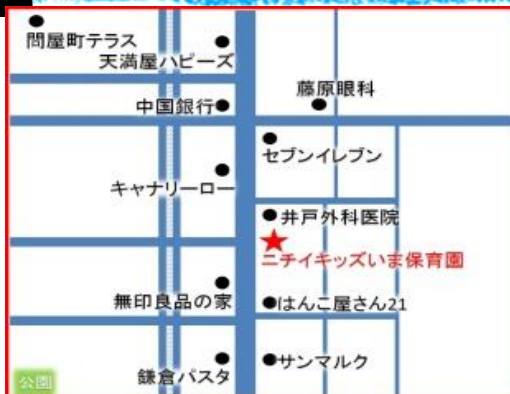 問屋町テラス
天満屋ハピーズ
藤原眼科
中国銀行
セブンイレブン
キャナリーロー
井戸外科医院
ニチイキッズいま保育園
無印良品の家
はんこ屋さん21
鎌倉パスタ
サンマルク
公園